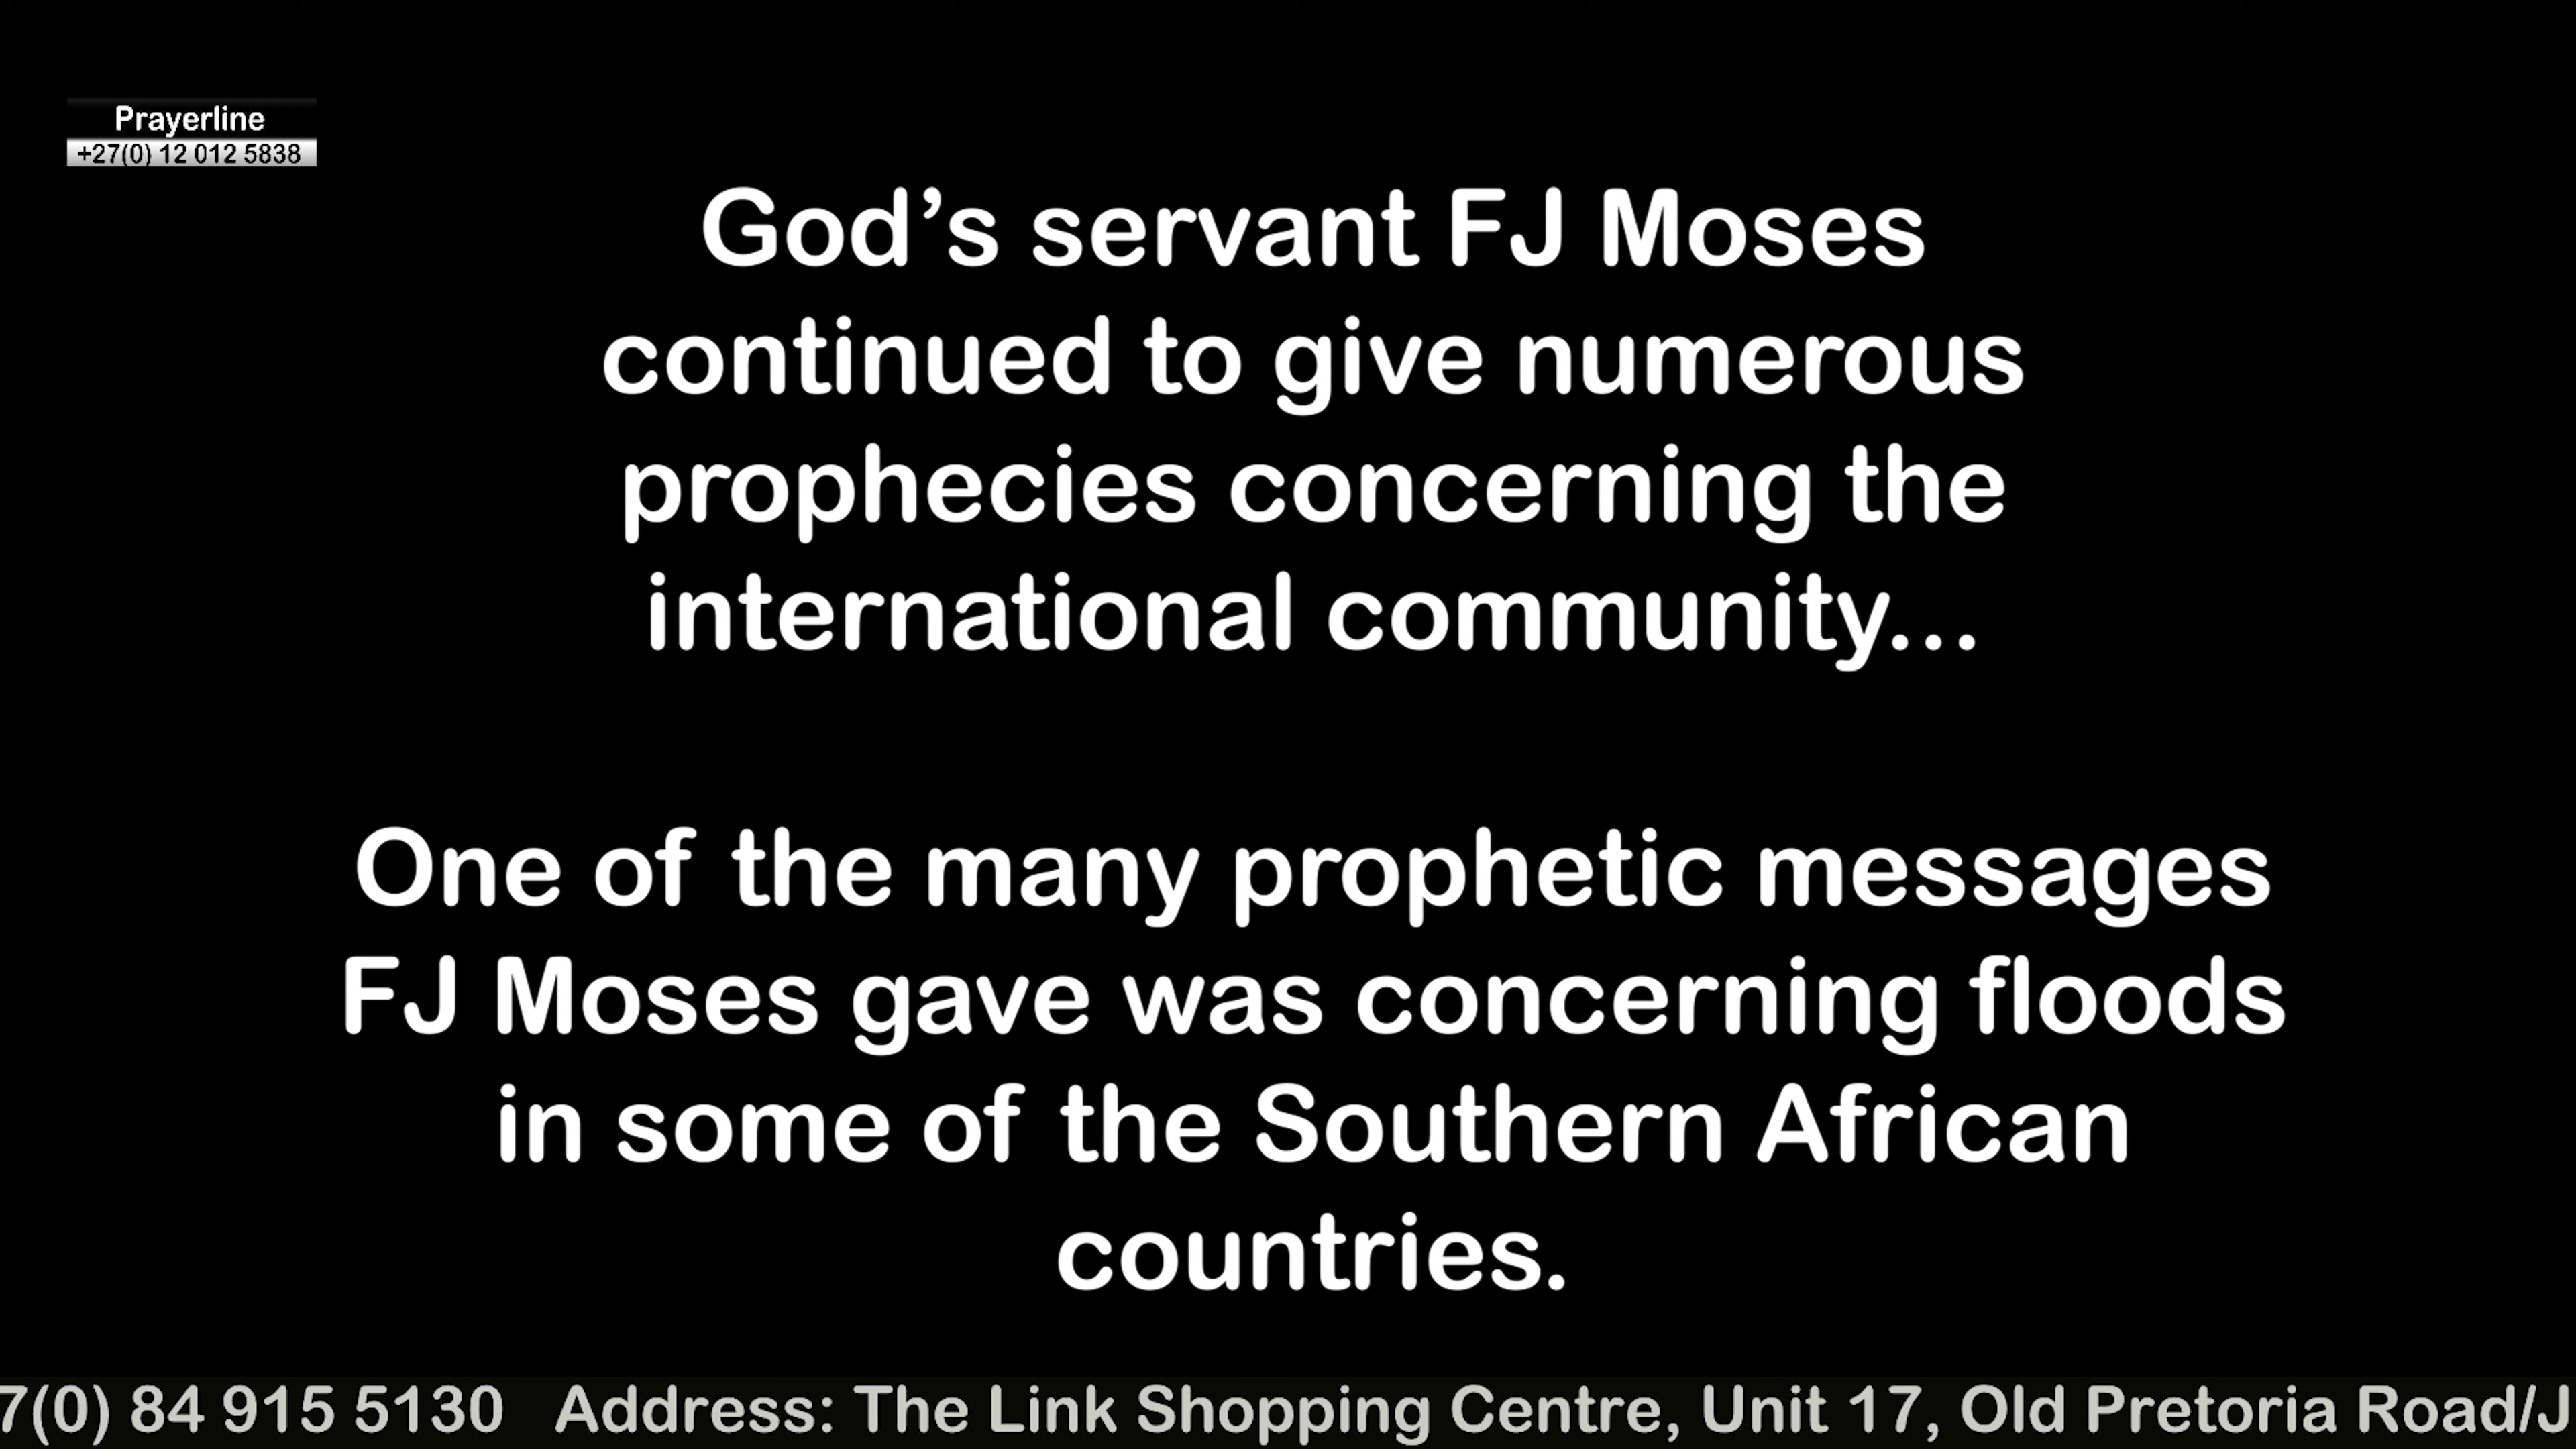 Prayerline
+27(0) 12 012 5838
God’s servant FJ Moses
continued to give numerous
prophecies concerning the
international community...
One of the many prophetic messages
FJ Moses gave was concerning floods
in some of the Southern African
countries.
7(0) 84 915 5130 Address: The Link Shopping Centre, Unit 17, Old Pretoria Road/J